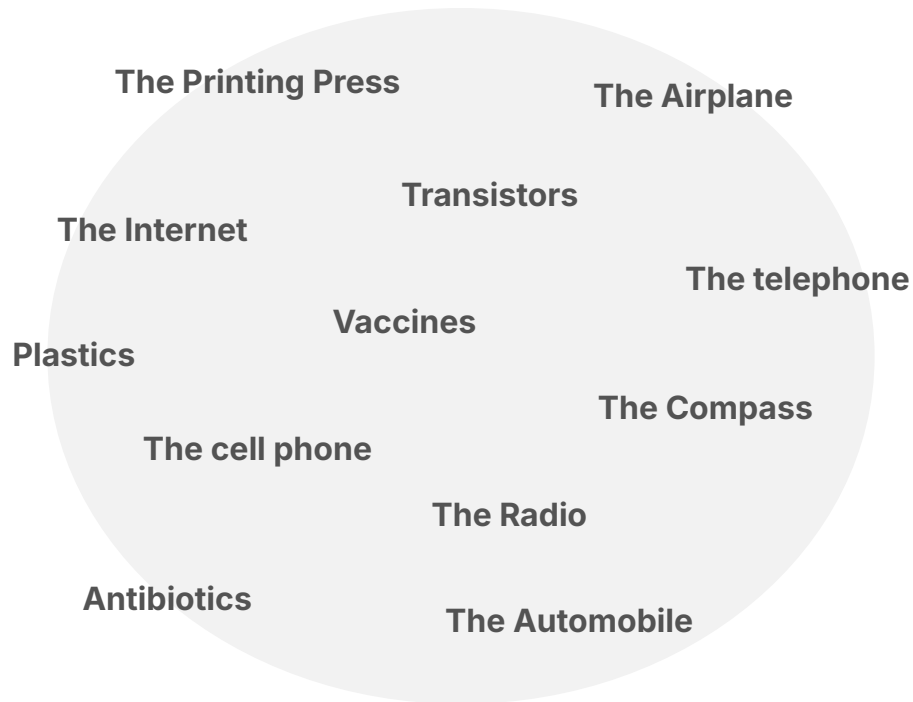 The Printing Press
The Airplane
Transistors
The Internet
The telephone
Vaccines
Plastics
The Compass
The cell phone
The Radio
Antibiotics
The Automobile